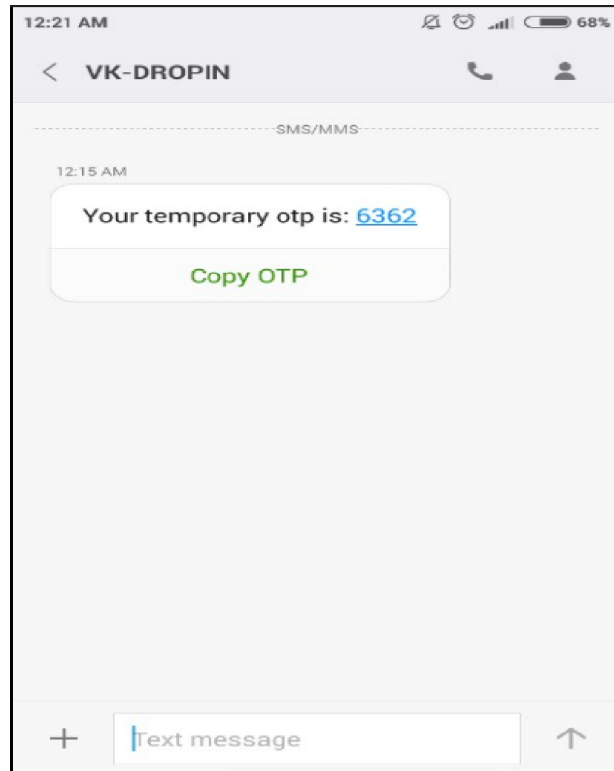 12:21 AM 68%
VK-DROPIN
SMS/MMS
12:15 AM
Your temporary otp is: 6362
Copy OTP
Text message